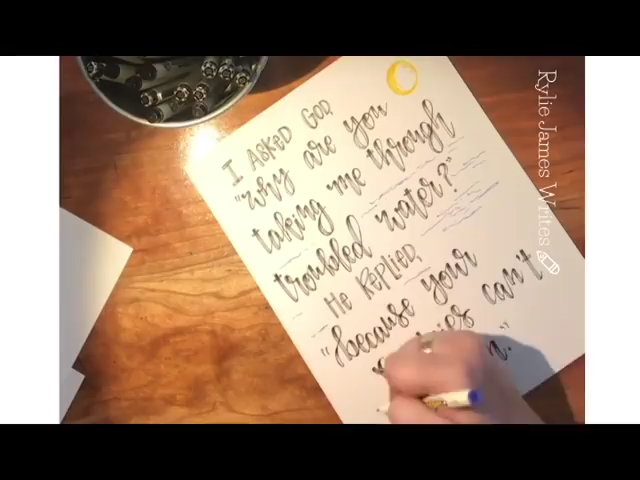 I ASKED GOD,
"why are you
taking me through
troubled water?"
He Replied,
"because your
can't
Rylie James Writes